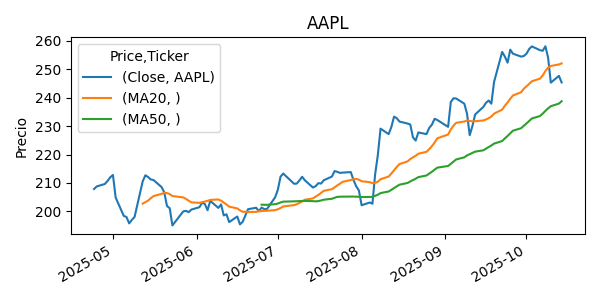 AAPL
Precio
260
250
240
230
220
210
200
Price,Ticker
(Close, AAPL)
(MA20, )
(MA50, )
2025-05
2025-06
2025-07
2025-08
2025-09
2025-10